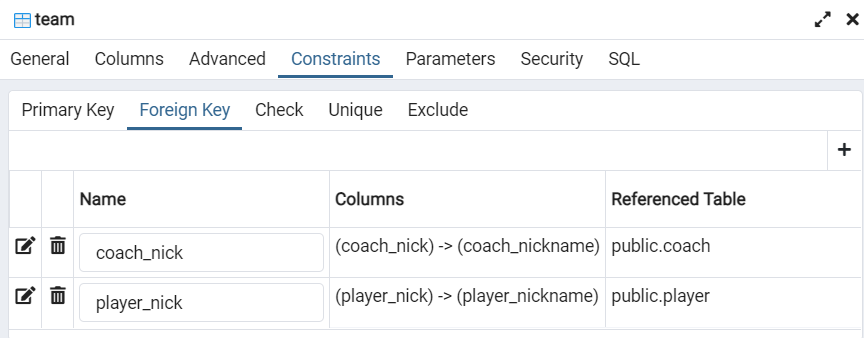 team
General Columns Advanced Constraints Parameters Security SQL
Primary Key Foreign Key Check Unique Exclude
Name Columns Referenced Table
coach_nick (coach_nick) -> (coach_nickname) public.coach
player_nick (player_nick) -> (player_nickname) public.player